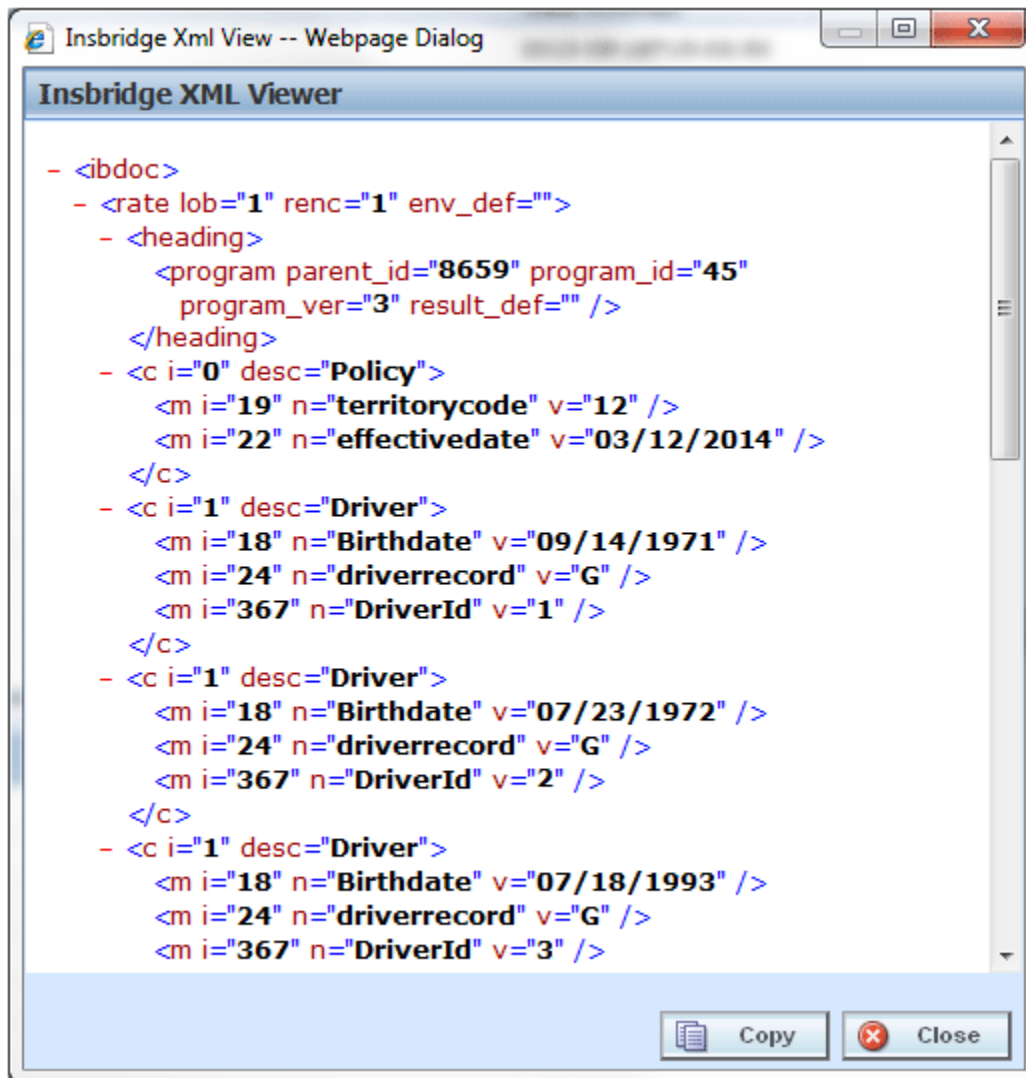 Insbridge Xml View -- Webpage Dialog
Insbridge XML Viewer
- <ibdoc>
- <rate lob="1" renc="1" env_def="">
- <heading>
<program parent_id="8659" program_id="45"
program_ver="3" result_def="" />
</heading>
- <c i="0" desc="Policy">
<m i="19" n="territorycode" v="12" />
<m i="22" n="effectivedate" v="03/12/2014" />
</c>
- <c i="1" desc="Driver">
<m i="18" n="Birthdate" v="09/14/1971" />
<m i="24" n="driverrecord" v="G" />
<m i="367" n="DriverId" v="1" />
</c>
- <c i="1" desc="Driver">
<m i="18" n="Birthdate" v="07/23/1972" />
<m i="24" n="driverrecord" v="G" />
<m i="367" n="DriverId" v="2" />
</c>
- <c i="1" desc="Driver">
<m i="18" n="Birthdate" v="07/18/1993" />
<m i="24" n="driverrecord" v="G" />
<m i="367" n="DriverId" v="3" />
Copy
Close